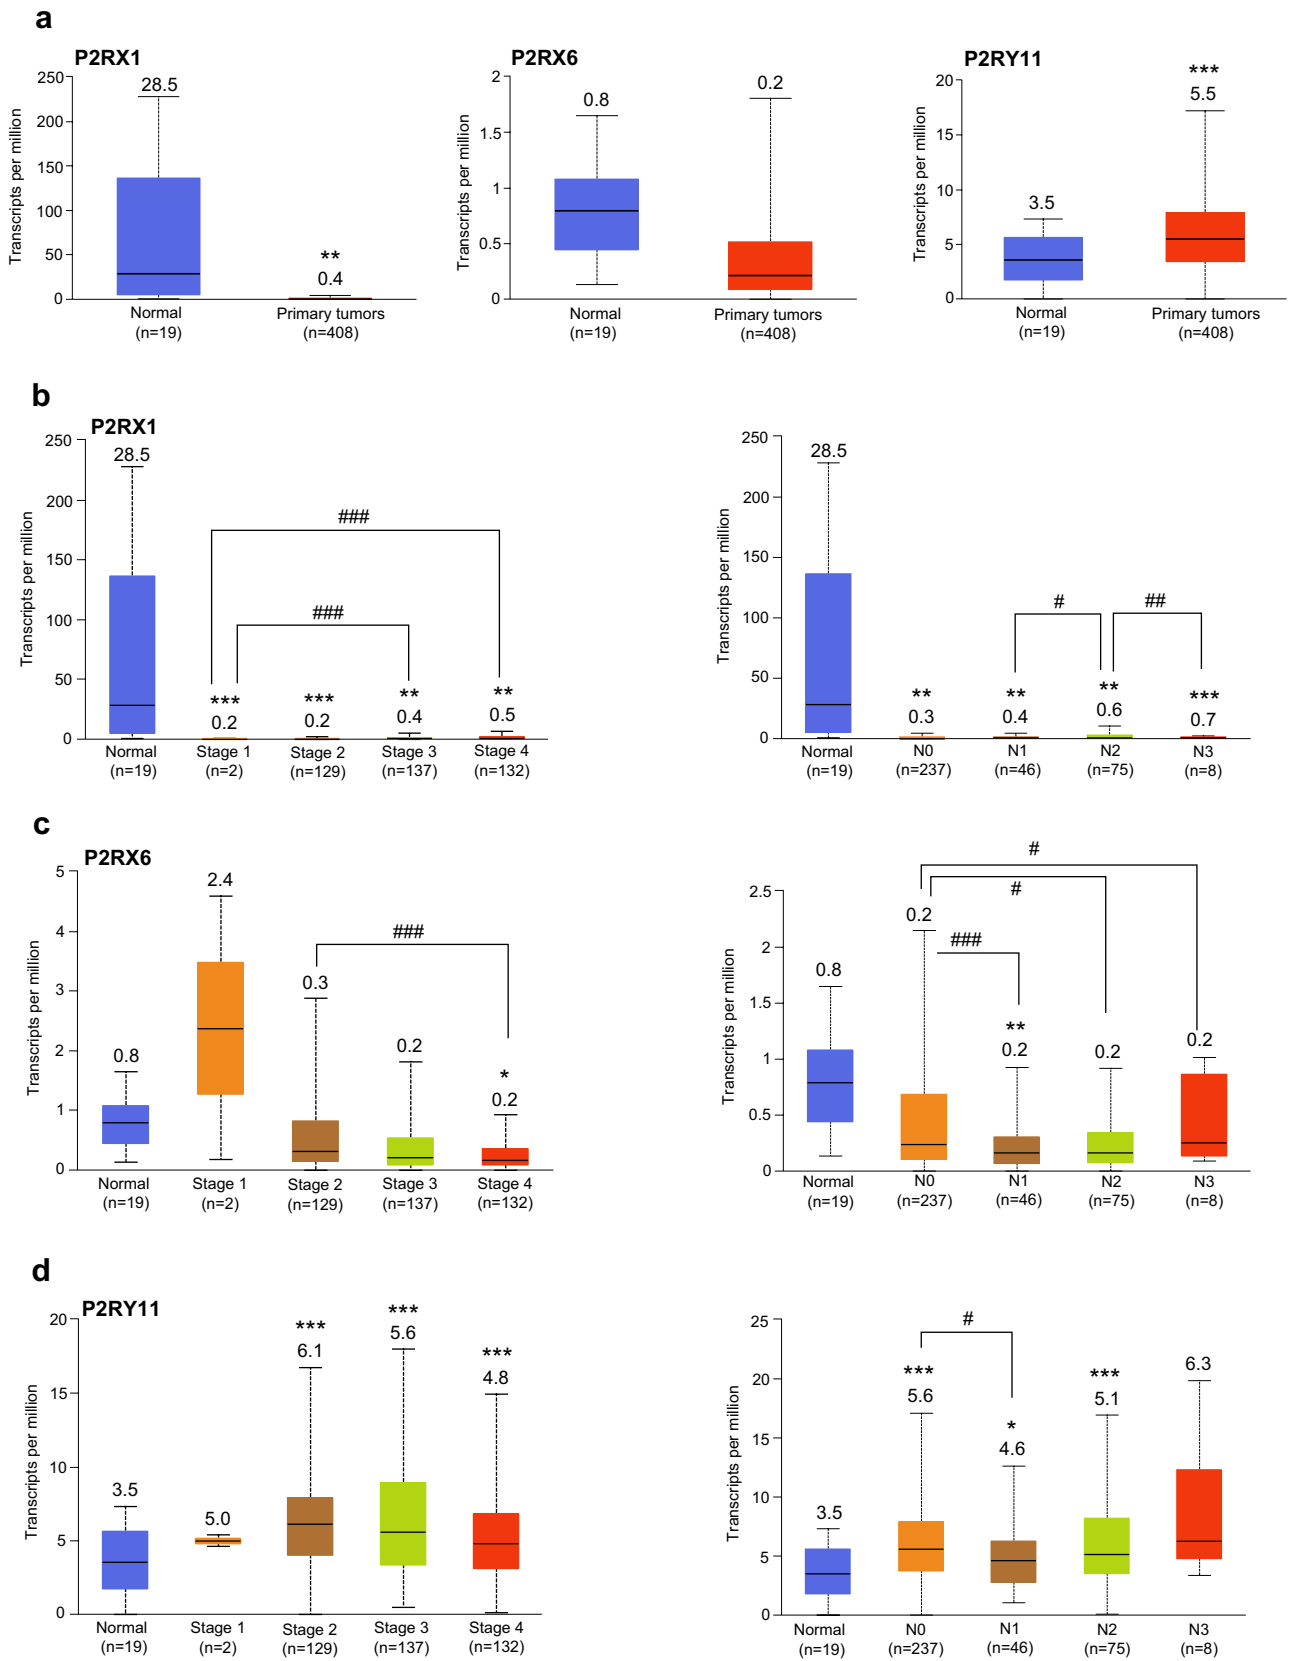 a
P2RX1
Transcripts per million
250
200
150
100
50
0
28.5
**
0.4
Normal
(n=19)
Primary tumors
(n=408)
P2RX6
Transcripts per million
2
1.5
1
0.5
0
0.8
0.2
Normal
(n=19)
Primary tumors
(n=408)
P2RY11
Transcripts per million
20
15
10
5
0
3.5
***
5.5
Normal
(n=19)
Primary tumors
(n=408)
b
P2RX1
Transcripts per million
250
200
150
100
50
0
28.5
###
###
***
0.2
***
0.2
**
0.4
**
0.5
Normal
(n=19)
Stage 1
(n=2)
Stage 2
(n=129)
Stage 3
(n=137)
Stage 4
(n=132)
Transcripts per million
250
200
150
100
50
0
28.5
#
##
**
0.3
**
0.4
**
0.6
***
0.7
Normal
(n=19)
N0
(n=237)
N1
(n=46)
N2
(n=75)
N3
(n=8)
c
P2RX6
Transcripts per million
5
4
3
2
1
0
0.8
2.4
###
0.3
0.2
*
0.2
Normal
(n=19)
Stage 1
(n=2)
Stage 2
(n=129)
Stage 3
(n=137)
Stage 4
(n=132)
Transcripts per million
2.5
2
1.5
1
0.5
0
#
#
###
0.8
0.2
**
0.2
0.2
0.2
Normal
(n=19)
N0
(n=237)
N1
(n=46)
N2
(n=75)
N3
(n=8)
d
P2RY11
Transcripts per million
20
15
10
5
0
3.5
5.0
***
6.1
***
5.6
***
4.8
Normal
(n=19)
Stage 1
(n=2)
Stage 2
(n=129)
Stage 3
(n=137)
Stage 4
(n=132)
Transcripts per million
25
20
15
10
5
0
#
3.5
***
5.6
*
4.6
***
5.1
6.3
Normal
(n=19)
N0
(n=237)
N1
(n=46)
N2
(n=75)
N3
(n=8)